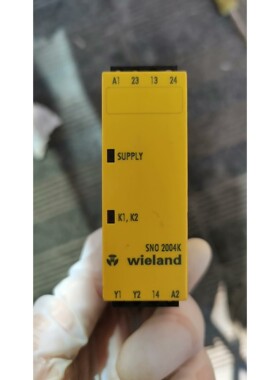 A1 23 13 24
SUPPLY
K1, K2
SNO 2004K
wieland
Y1 Y2 14 A2